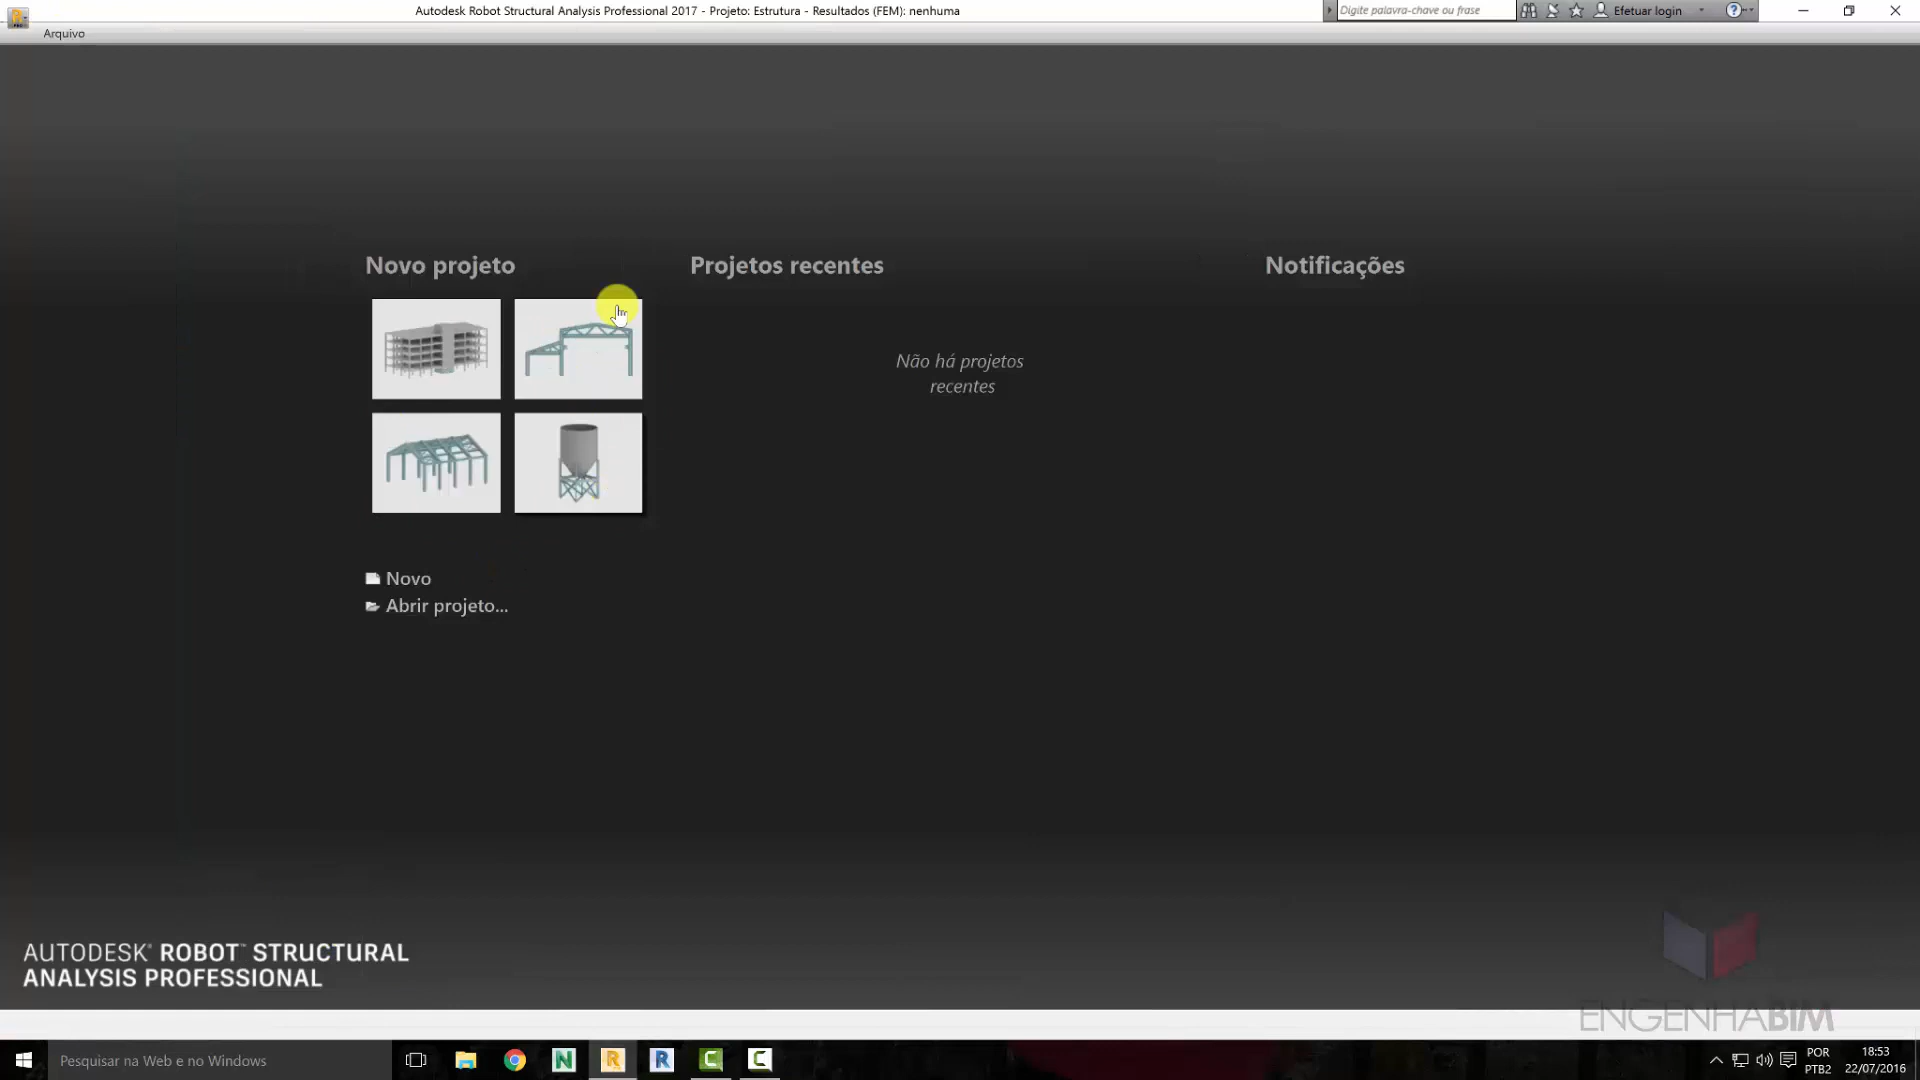 Autodesk Robot Structural Analysis Professional 2017 - Projeto: Estrutura - Resultados (FEM): nenhuma
Digite palavra-chave ou frase
Efetuar login
Arquivo
Novo projeto
Projetos recentes
Notificações
Não há projetos
recentes
Novo
Abrir projeto...
AUTODESK® ROBOT™ STRUCTURAL
ANALYSIS PROFESSIONAL
ENGENHABIM
Pesquisar na Web e no Windows
POR
PTB2
18:53
22/07/2016